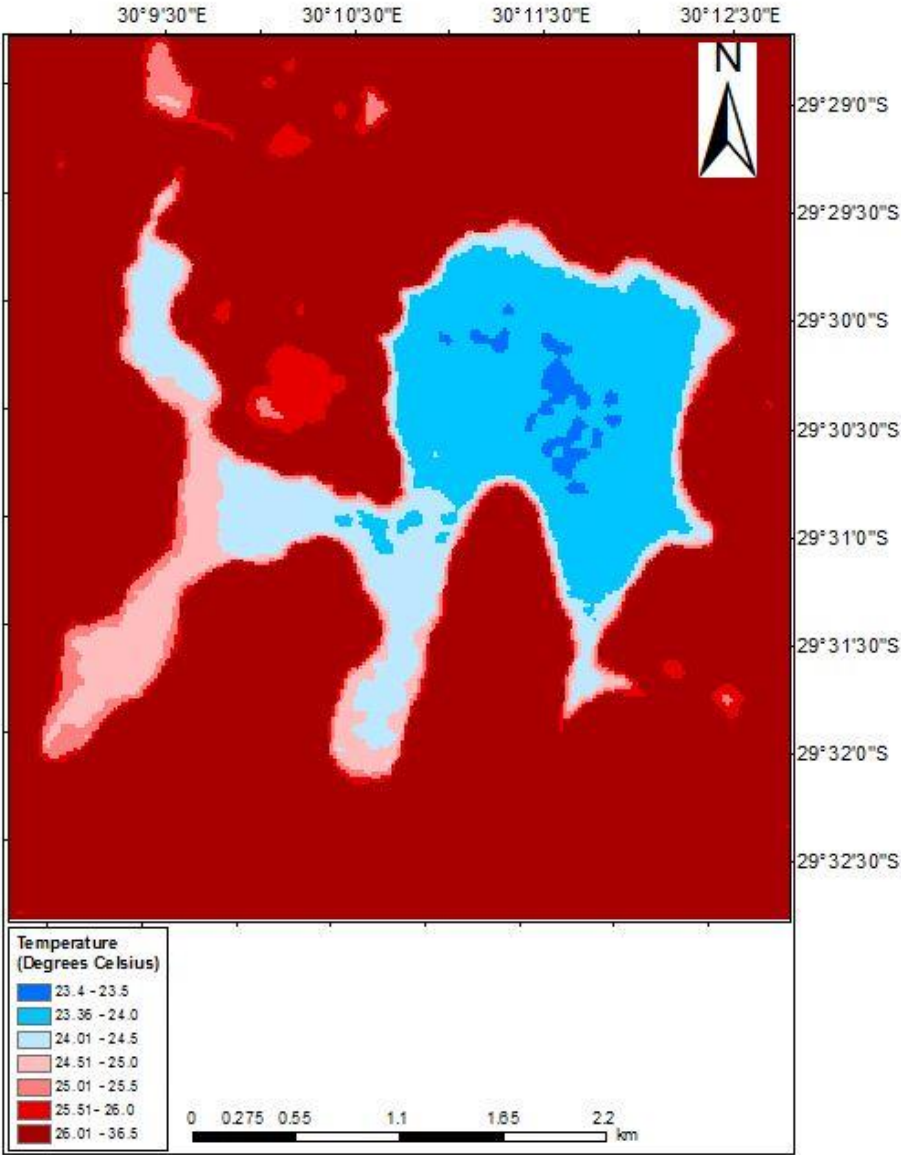 30°9'30"E 30°10'30"E 30°11'30"E 30°12'30"E
N
29°29'0"S
29°29'30"S
29°30'0"S
29°30'30"S
29°31'0"S
29°31'30"S
29°32'0"S
29°32'30"S
Temperature
(Degrees Celsius)
23.4 - 23.5
23.36 - 24.0
24.01 - 24.5
24.51 - 25.0
25.01 - 25.5
25.51- 26.0
26.01 - 36.5
0 0.275 0.55 1.1 1.65 2.2
km